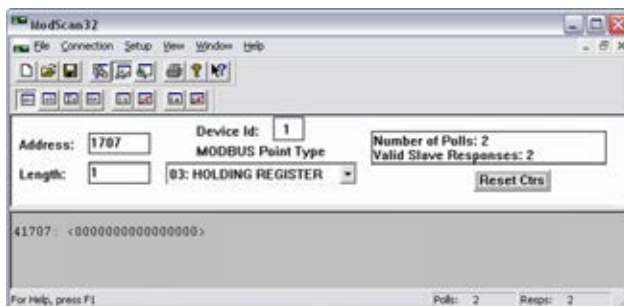 ModScan32
File Connection Setup View Window Help
Address: 1707
Device Id: 1
MODBUS Point Type
Length: 1
03: HOLDING REGISTER
Number of Polls: 2
Valid Slave Responses: 2
Reset Ctrs
41707: <0000000000000000>
For Help, press F1
Polls: 2
Resps: 2